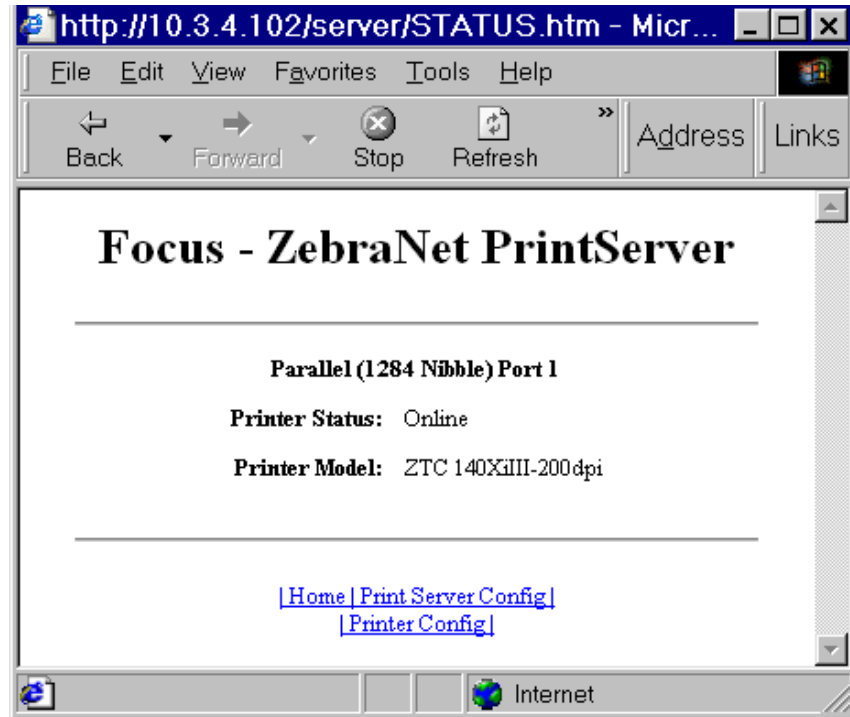 http://10.3.4.102/server/STATUS.htm - Micr...
File Edit View Favorites Tools Help
Back Forward Stop Refresh » Address Links
Focus - ZebraNet PrintServer
Parallel (1284 Nibble) Port 1
Printer Status: Online
Printer Model: ZTC 140XiIII-200dpi
| Home | Print Server Config |
| Printer Config |
Internet